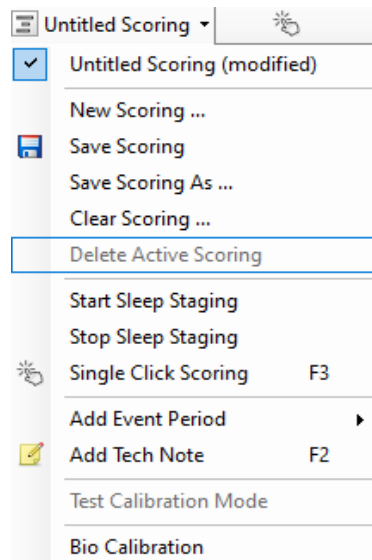 Untitled Scoring
Untitled Scoring (modified)
New Scoring ...
Save Scoring
Save Scoring As ...
Clear Scoring ...
Delete Active Scoring
Start Sleep Staging
Stop Sleep Staging
Single Click Scoring F3
Add Event Period
Add Tech Note F2
Test Calibration Mode
Bio Calibration